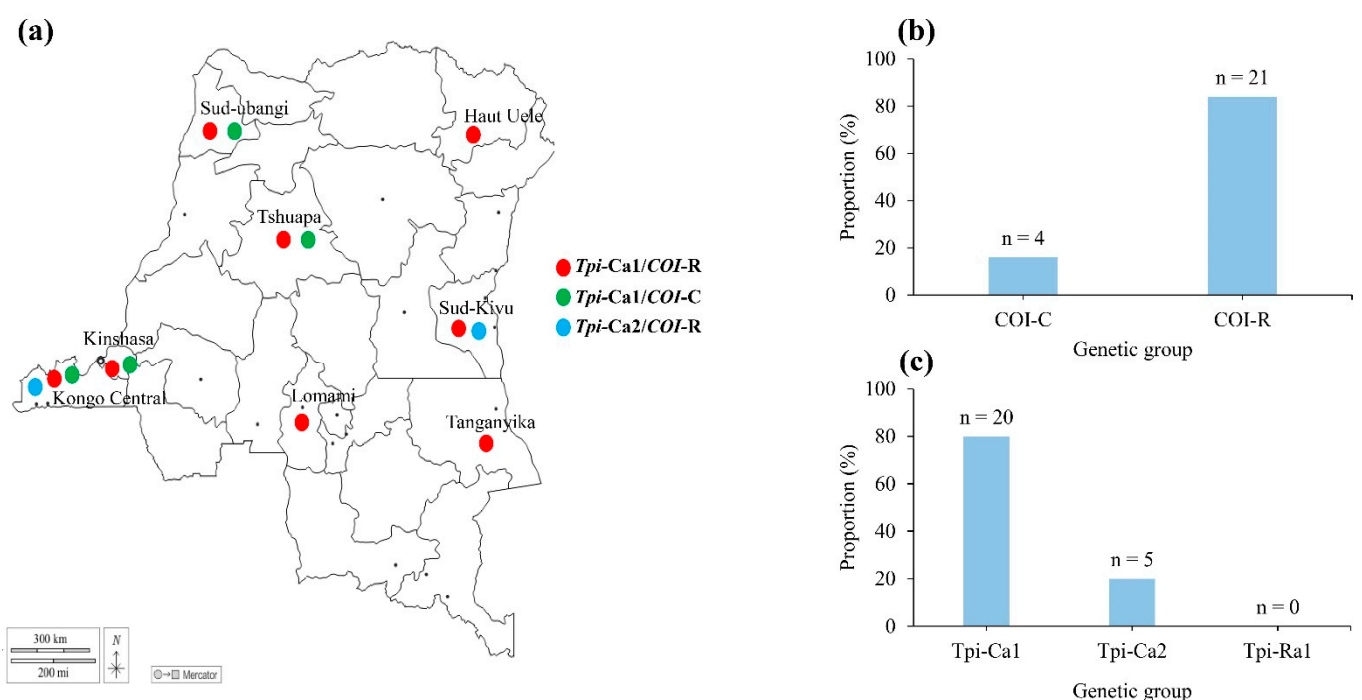 (a)
Sud-ubangi
Haut Uele
Tshuapa
Tpi-Ca1/COI-R
Tpi-Ca1/COI-C
Tpi-Ca2/COI-R
Sud-Kivu
Kinshasa
Kongo Central
Lomami
Tanganyika
300 km
200 mi
N
Mercator
(b)
100
80
60
40
20
0
Proportion (%)
n = 4
n = 21
COI-C
COI-R
Genetic group
(c)
100
80
60
40
20
0
Proportion (%)
n = 20
n = 5
n = 0
Tpi-Ca1
Tpi-Ca2
Tpi-Ra1
Genetic group